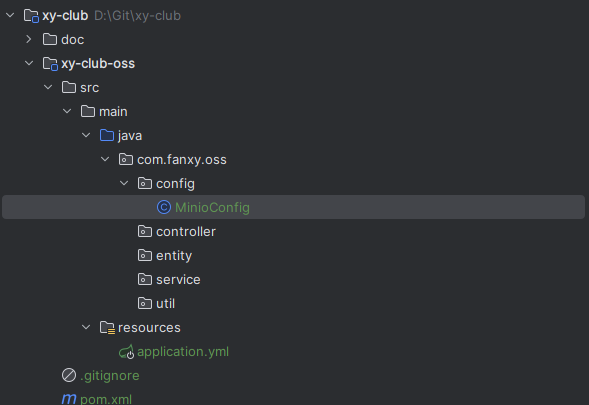 xy-club D:\Git\xy-club
doc
xy-club-oss
src
main
java
com.fanxy.oss
config
MinioConfig
controller
entity
service
util
resources
application.yml
.gitignore
pom.xml